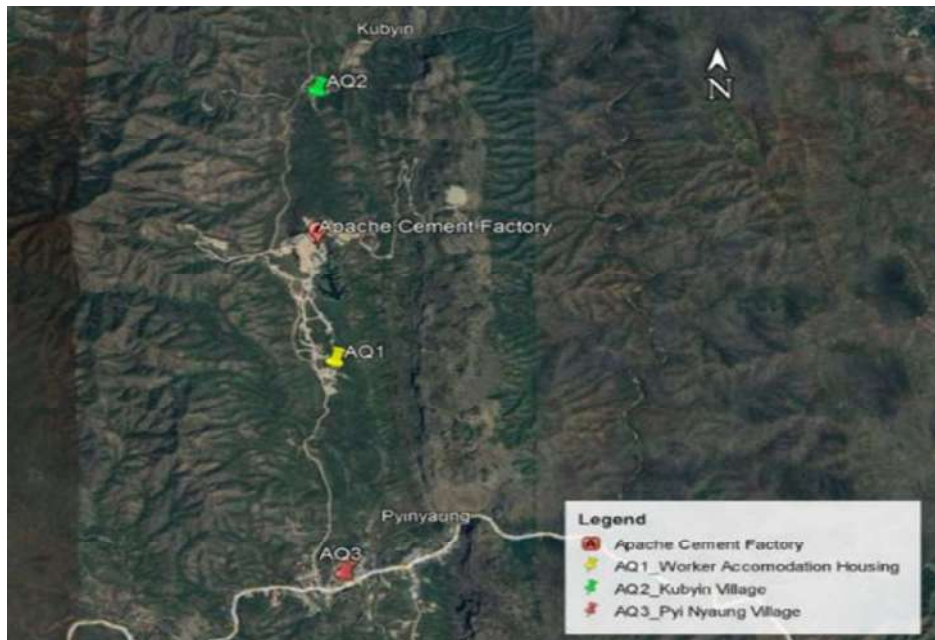 Kubyin
AQ2
N
Apache Cement Factory
AQ1
Pyinyaung
AQ3
Legend
A Apache Cement Factory
AQ1_Worker Accomodation Housing
AQ2_Kubyin Village
AQ3_Pyi Nyaung Village